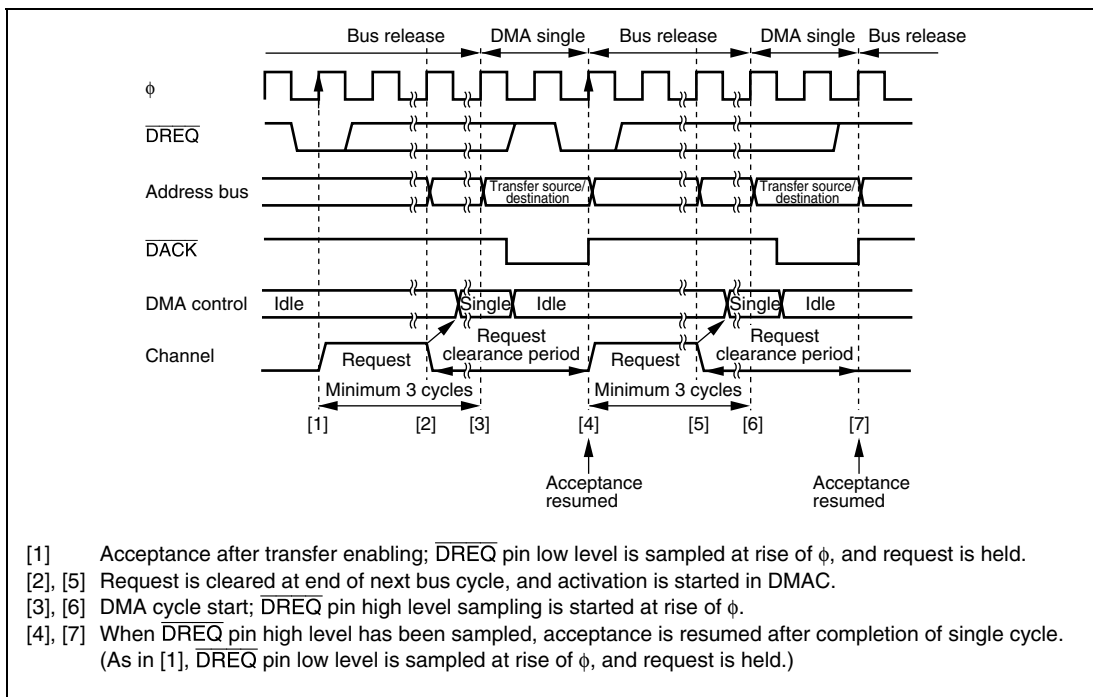 Bus release DMA single Bus release DMA single Bus release
φ
DREQ
Address bus Transfer source/ destination Transfer source/ destination
DACK
DMA control Idle Single Idle Single Idle
Channel Request Request clearance period Request Request clearance period
Minimum 3 cycles Minimum 3 cycles
[1] [2] [3] [4] [5] [6] [7]
Acceptance resumed Acceptance resumed
[1] Acceptance after transfer enabling; DREQ pin low level is sampled at rise of φ, and request is held.
[2], [5] Request is cleared at end of next bus cycle, and activation is started in DMAC.
[3], [6] DMA cycle start; DREQ pin high level sampling is started at rise of φ.
[4], [7] When DREQ pin high level has been sampled, acceptance is resumed after completion of single cycle.
(As in [1], DREQ pin low level is sampled at rise of φ, and request is held.)